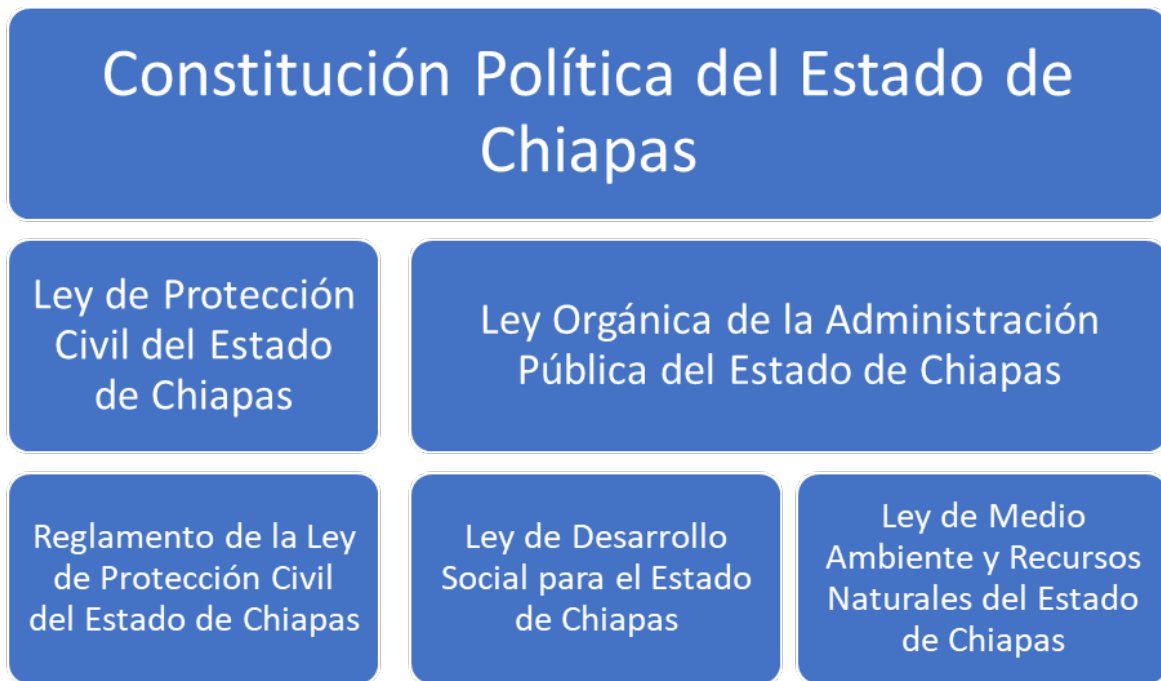 Constitución Política del Estado de
Chiapas
Ley de Protección
Civil del Estado
de Chiapas
Ley Orgánica de la Administración
Pública del Estado de Chiapas
Reglamento de la Ley
de Protección Civil
del Estado de Chiapas
Ley de Desarrollo
Social para el Estado
de Chiapas
Ley de Medio
Ambiente y Recursos
Naturales del Estado
de Chiapas